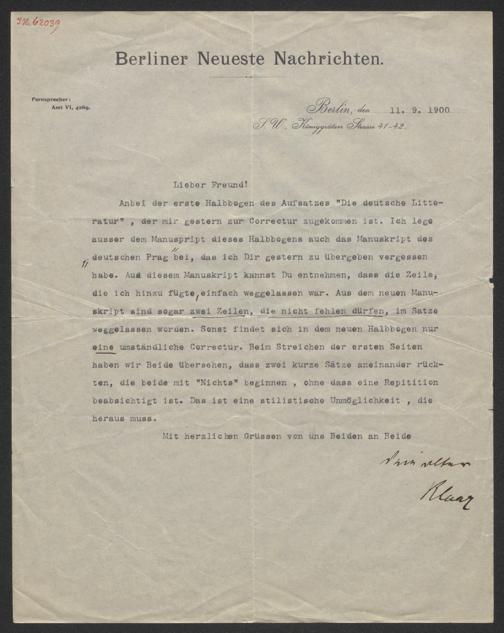 IN 62039
Berliner Neueste Nachrichten.
Fernsprecher:
Amt VI, 4269.
Berlin, den 11. 9. 1900
S. W. Königgrätzer Strasse 41-42.
Lieber Freund!
Anbei der erste Halbbogen des Aufsatzes "Die deutsche Litte-
ratur" , der mir gestern zur Correctur zugekommen ist. Ich lege
ausser dem Manuspript dieses Halbbogens auch das Manuskript des
"deutschen Prag" bei, das ich Dir gestern zu übergeben vergessen
habe. Aus diesem Manuskript kannst Du entnehmen, dass die Zeile,
die ich hinzu fügte, einfach weggelassen war. Aus dem neuen Manu-
skript sind sogar zwei Zeilen, die nicht fehlen dürfen, im Satze
weggelassen worden. Sonst findet sich in dem neuen Halbbogen nur
eine umständliche Correctur. Beim Streichen der ersten Seiten
haben wir Beide übersehen, dass zwei kurze Sätze aneinander rück-
ten, die beide mit "Nichts" beginnen , ohne dass eine Repitition
beabsichtigt ist. Das ist eine stilistische Unmöglichkeit , die
heraus muss.
Mit herzlichen Grüssen von uns Beiden an Beide
Dein alter
Klaar